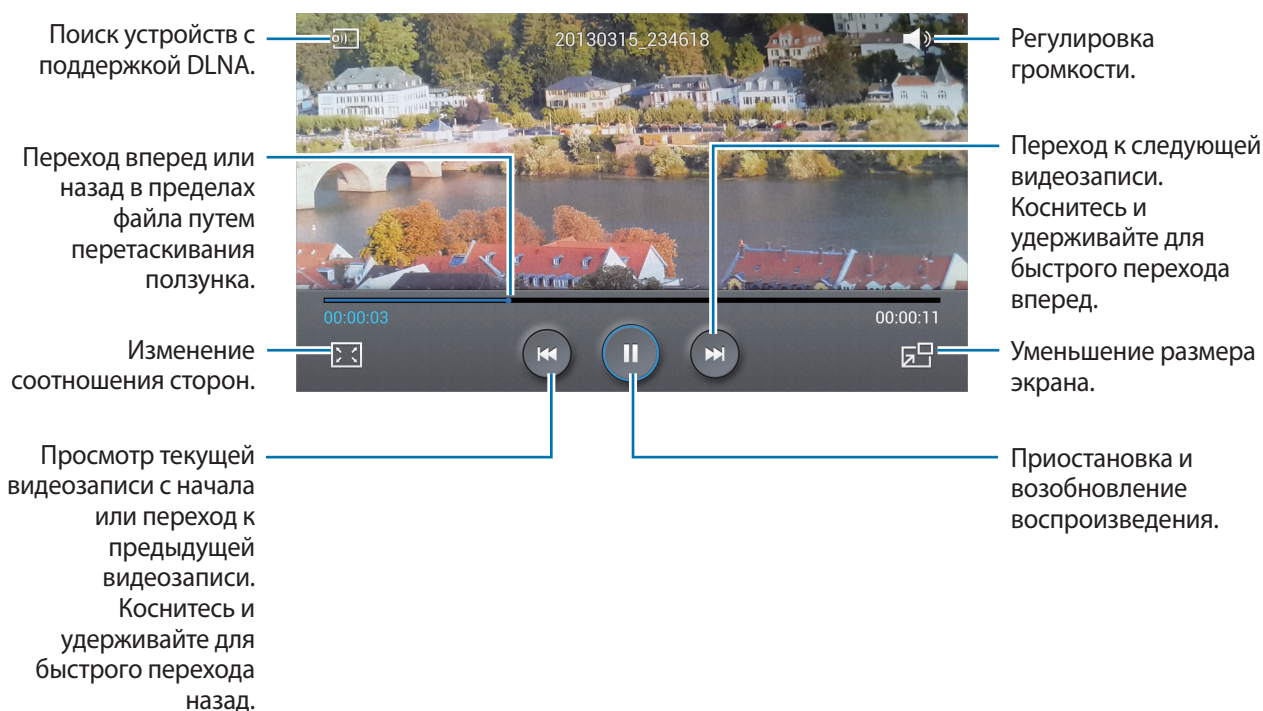 Поиск устройств с
поддержкой DLNA.
20130315_234618
Регулировка
громкости.
Переход вперед или
назад в пределах
файла путем
перетаскивания
ползунка.
Переход к следующей
видеозаписи.
Коснитесь и
удерживайте для
быстрого перехода
вперед.
00:00:03
00:00:11
Изменение
соотношения сторон.
Уменьшение размера
экрана.
Просмотр текущей
видеозаписи с начала
или переход к
предыдущей
видеозаписи.
Коснитесь и
удерживайте для
быстрого перехода
назад.
Приостановка и
возобновление
воспроизведения.